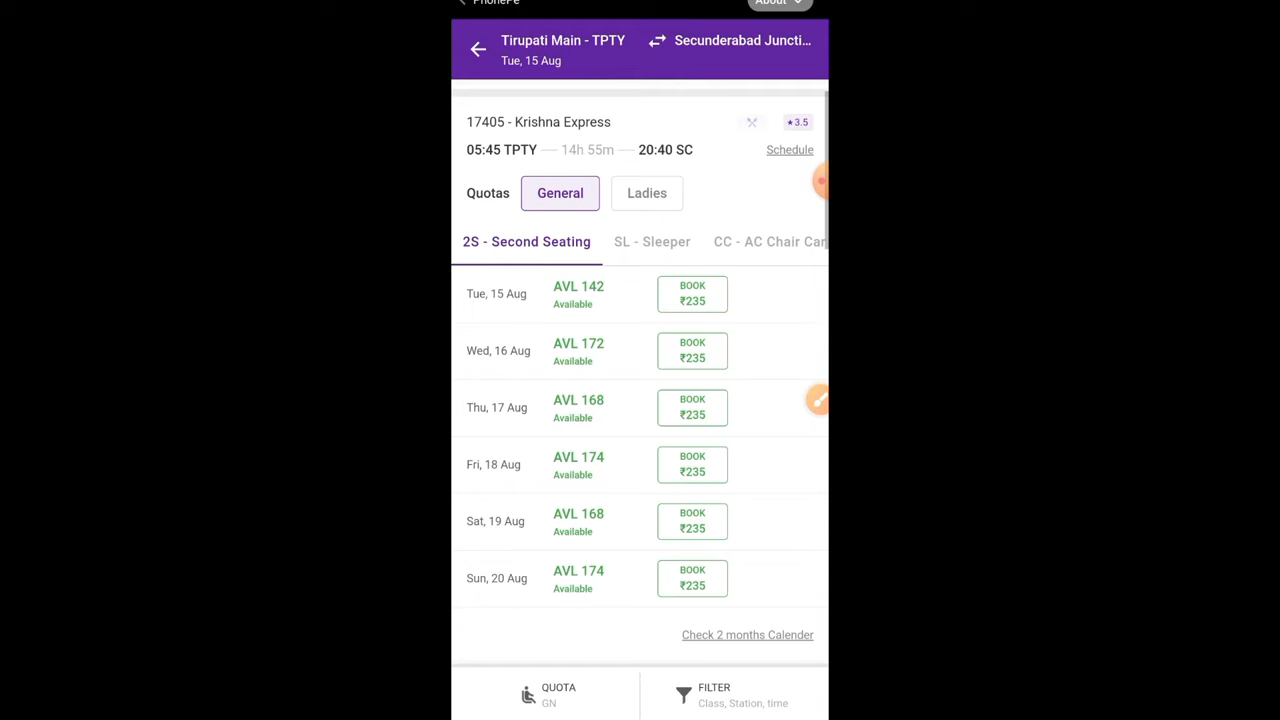 PhonePe
About
Tirupati Main - TPTY
Secunderabad Juncti...
Tue, 15 Aug
17405 - Krishna Express
★3.5
05:45 TPTY — 14h 55m — 20:40 SC
Schedule
Quotas
General
Ladies
2S - Second Seating
SL - Sleeper
CC - AC Chair Car
Tue, 15 Aug
AVL 142
Available
BOOK
₹235
Wed, 16 Aug
AVL 172
Available
BOOK
₹235
Thu, 17 Aug
AVL 168
Available
BOOK
₹235
Fri, 18 Aug
AVL 174
Available
BOOK
₹235
Sat, 19 Aug
AVL 168
Available
BOOK
₹235
Sun, 20 Aug
AVL 174
Available
BOOK
₹235
Check 2 months Calender
QUOTA
GN
FILTER
Class, Station, time